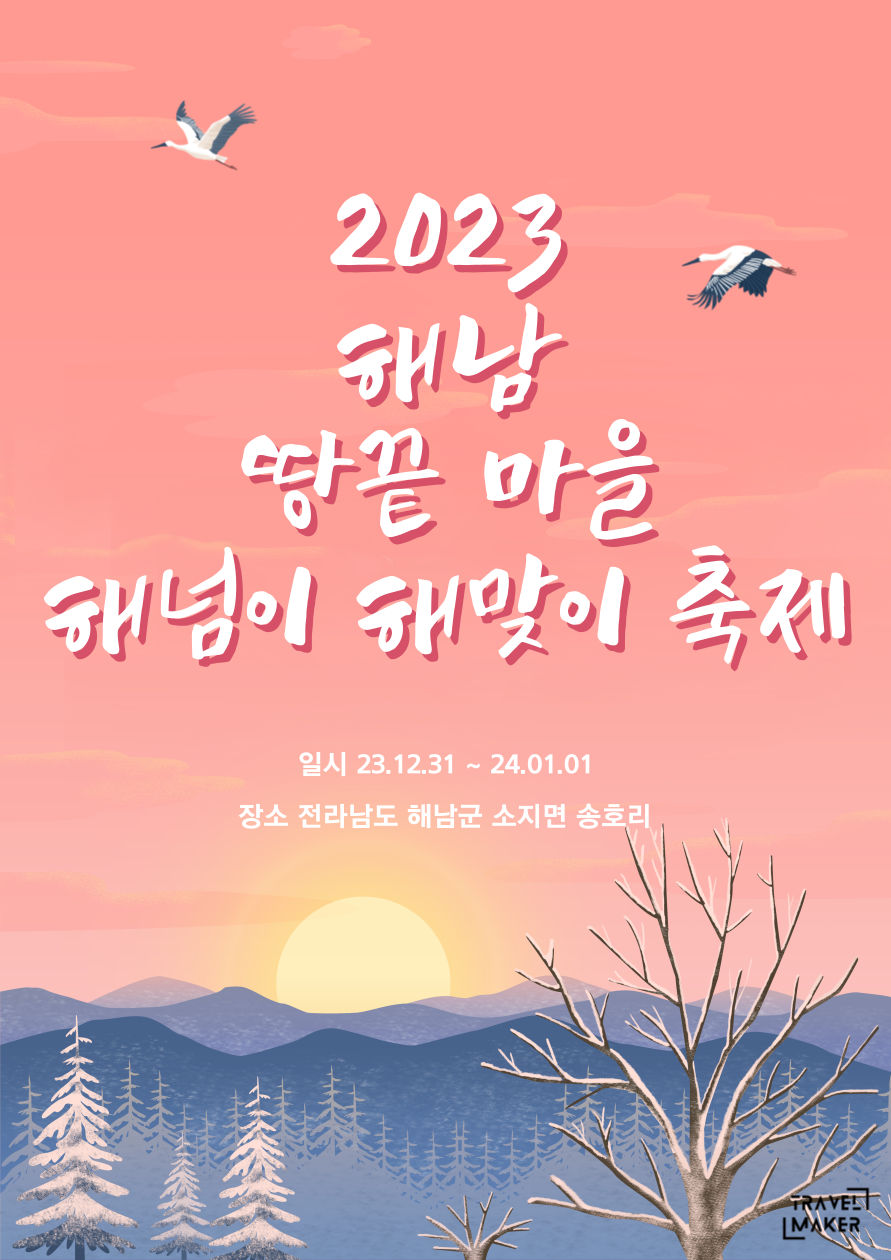 2023
해남
땅끝 마을
해넘이 해맞이 축제
일시 23.12.31 ~ 24.01.01
장소 전라남도 해남군 소지면 송호리
TRAVEL
MAKER